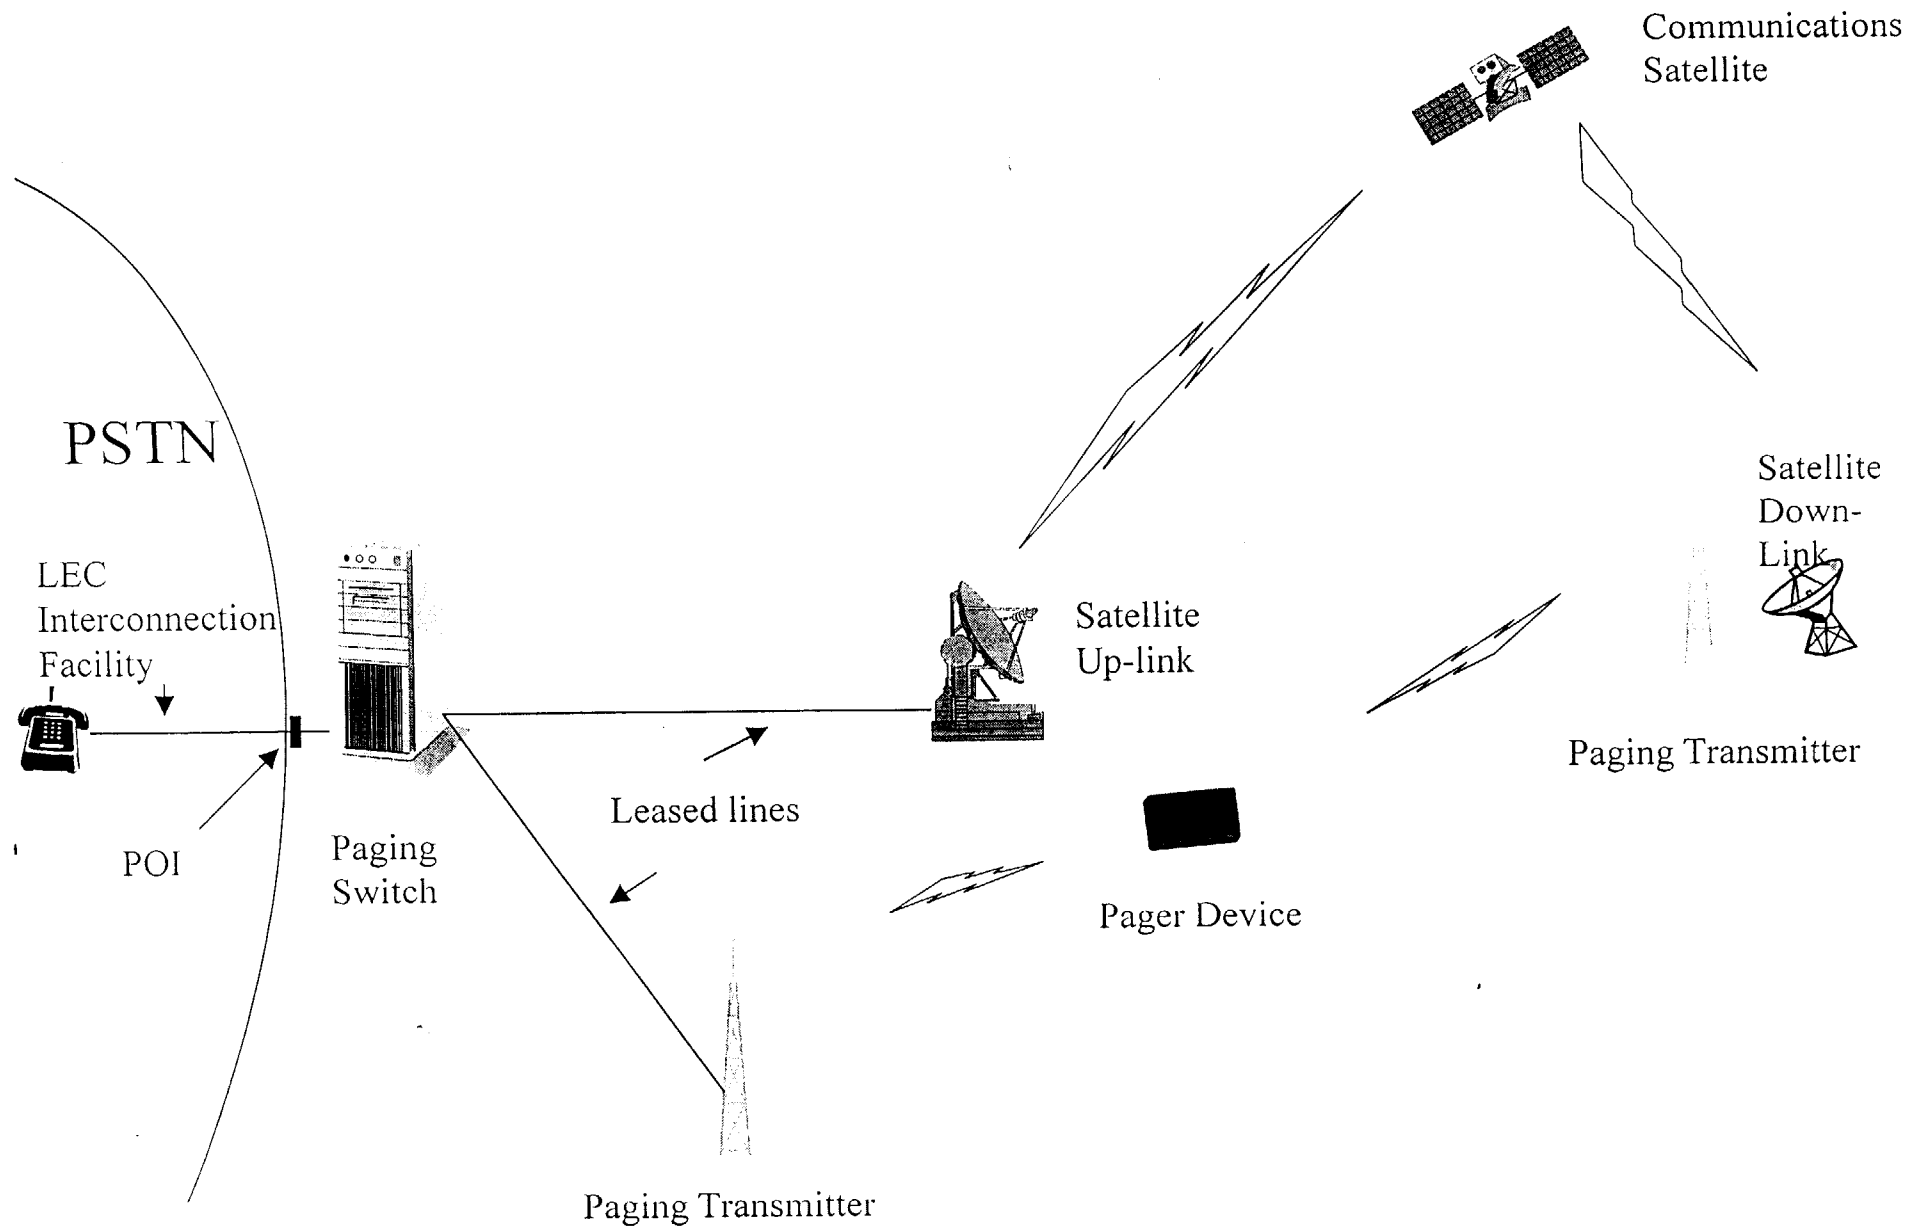 Communications
Satellite
PSTN
Satellite
Down-
Link
LEC
Interconnection
Facility
Satellite
Up-link
Paging Transmitter
Leased lines
POI
Paging
Switch
Pager Device
Paging Transmitter